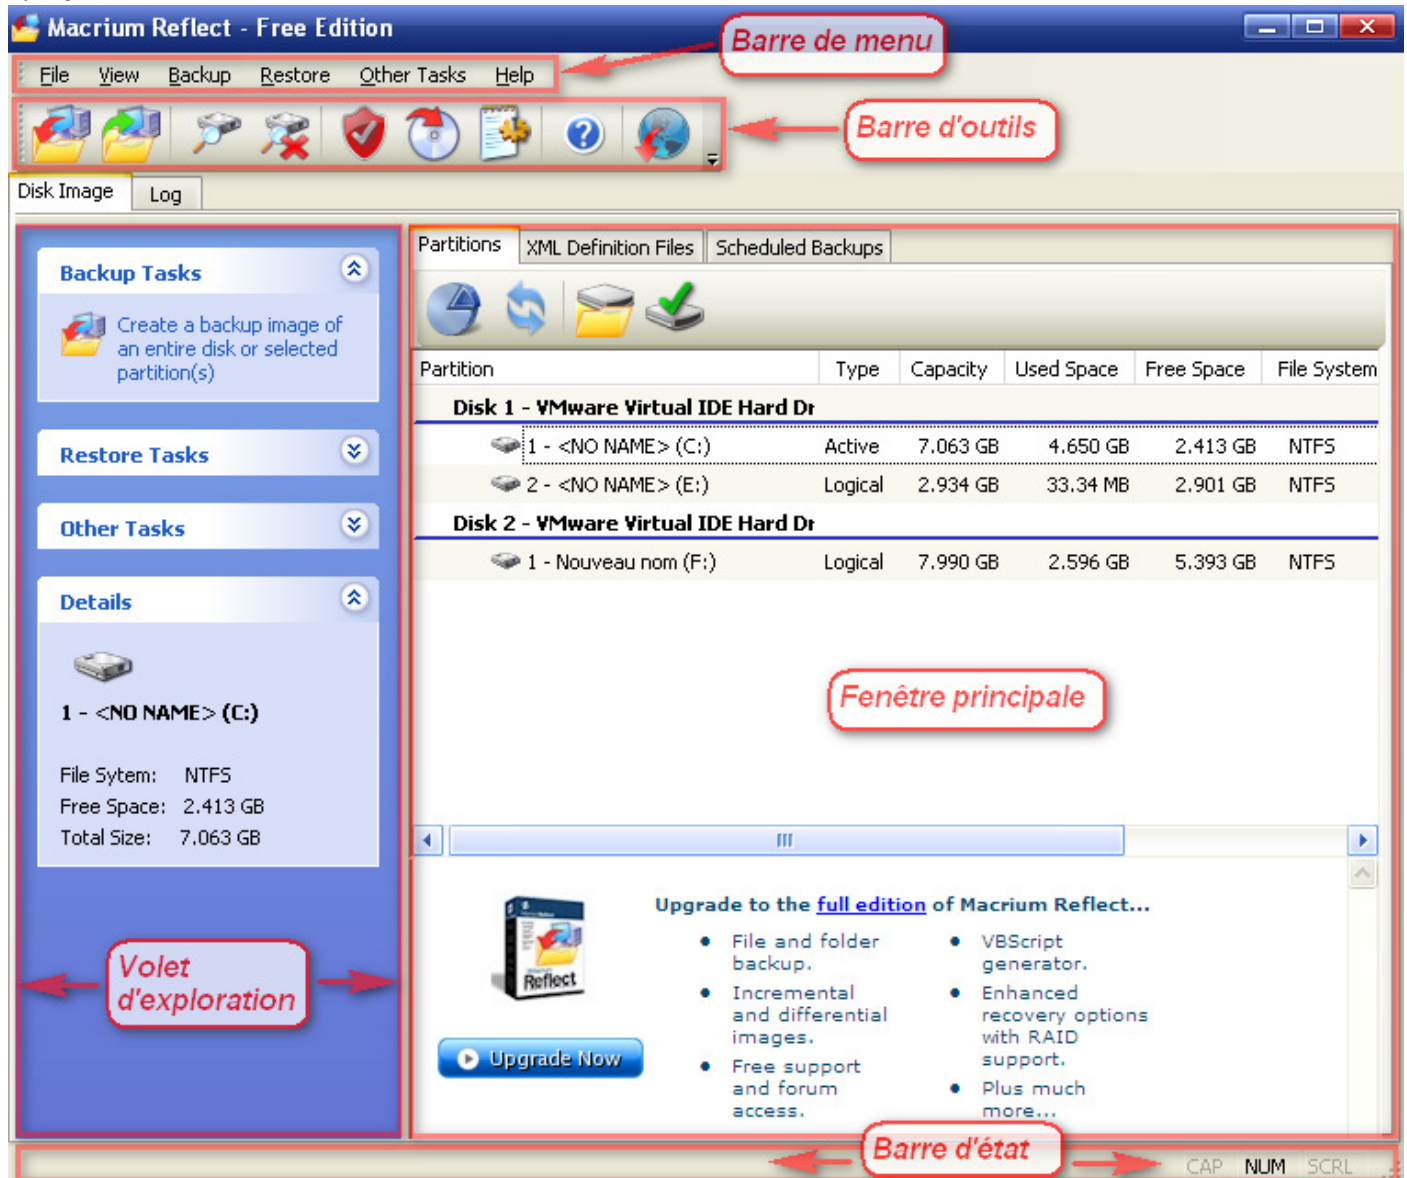 Macrium Reflect - Free Edition
Barre de menu
File View Backup Restore Other Tasks Help
Barre d'outils
Disk Image Log
Partitions XML Definition Files Scheduled Backups
Backup Tasks
Create a backup image of
an entire disk or selected
partition(s)
Restore Tasks
Other Tasks
Details
1 - <NO NAME> (C:)
File Sytem: NTFS
Free Space: 2.413 GB
Total Size: 7.063 GB
Volet
d'exploration
Partition Type Capacity Used Space Free Space File System
Disk 1 - VMware Virtual IDE Hard Dr
1 - <NO NAME> (C:) Active 7.063 GB 4.650 GB 2.413 GB NTFS
2 - <NO NAME> (E:) Logical 2.934 GB 33.34 MB 2.901 GB NTFS
Disk 2 - VMware Virtual IDE Hard Dr
1 - Nouveau nom (F:) Logical 7.990 GB 2.596 GB 5.393 GB NTFS
Fenêtre principale
Reflect
Upgrade Now
Upgrade to the full edition of Macrium Reflect...
File and folder
backup.
Incremental
and differential
images.
Free support
and forum
access.
VBScript
generator.
Enhanced
recovery options
with RAID
support.
Plus much
more...
Barre d'état
CAP NUM SCRL